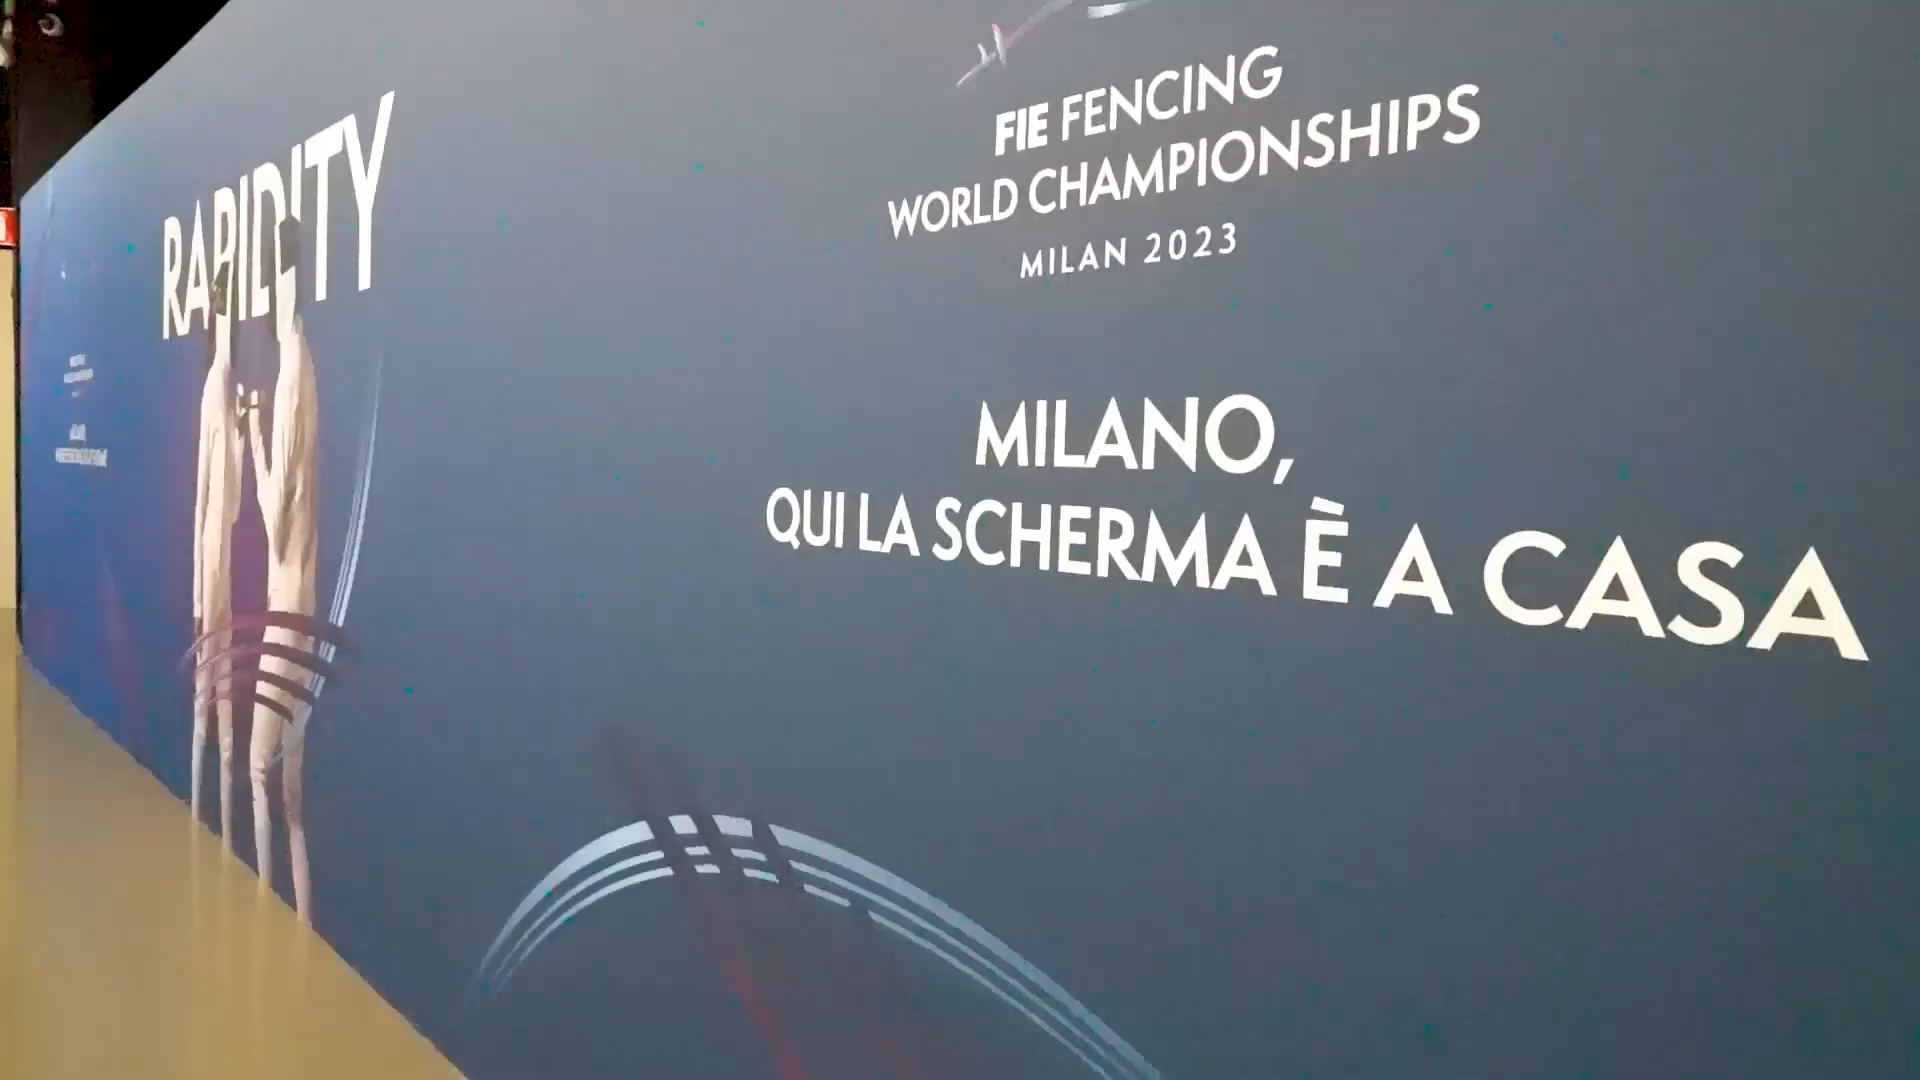 RAPIDITY
FIE FENCING
WORLD CHAMPIONSHIPS
MILAN 2023
MILANO,
QUI LA SCHERMA È A CASA